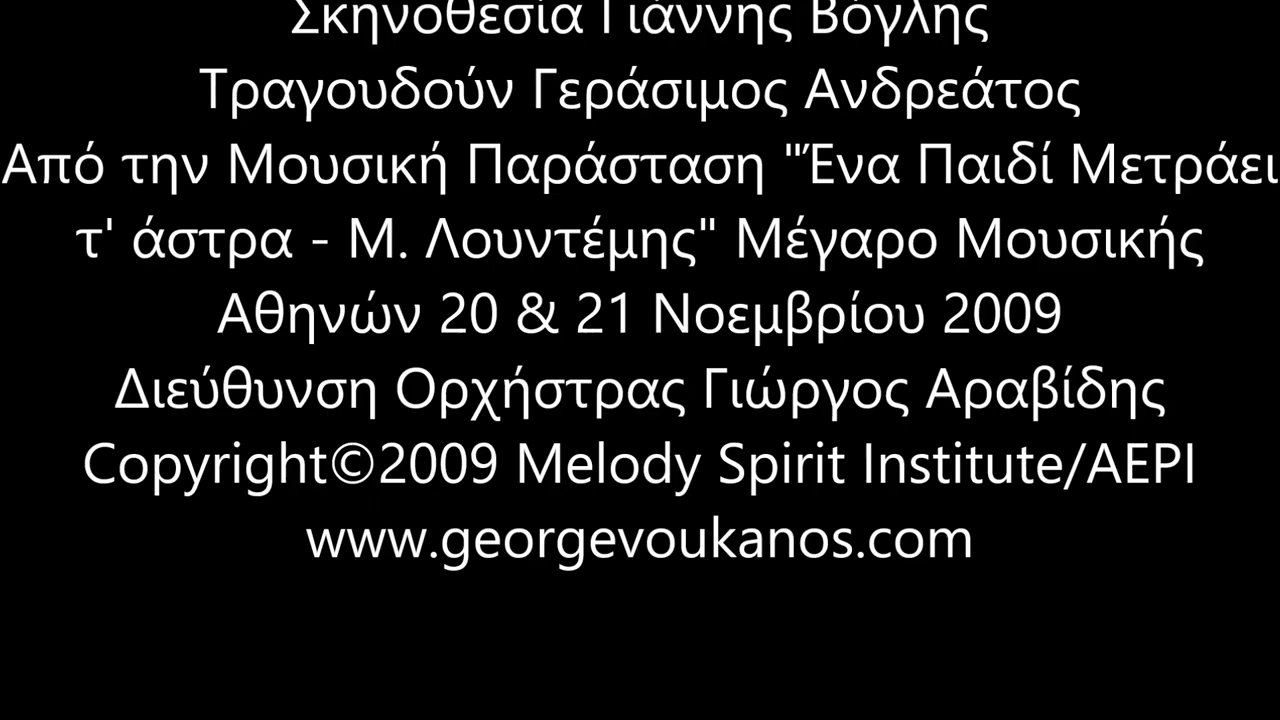 Σκηνοθεσία Γιάννης Βόγλης
Τραγουδούν Γεράσιμος Ανδρεάτος
Από την Μουσική Παράσταση "Ένα Παιδί Μετράει
τ' άστρα - Μ. Λουντέμης" Μέγαρο Μουσικής
Αθηνών 20 & 21 Νοεμβρίου 2009
Διεύθυνση Ορχήστρας Γιώργος Αραβίδης
Copyright©2009 Melody Spirit Institute/AEPI
www.georgevoukanos.com